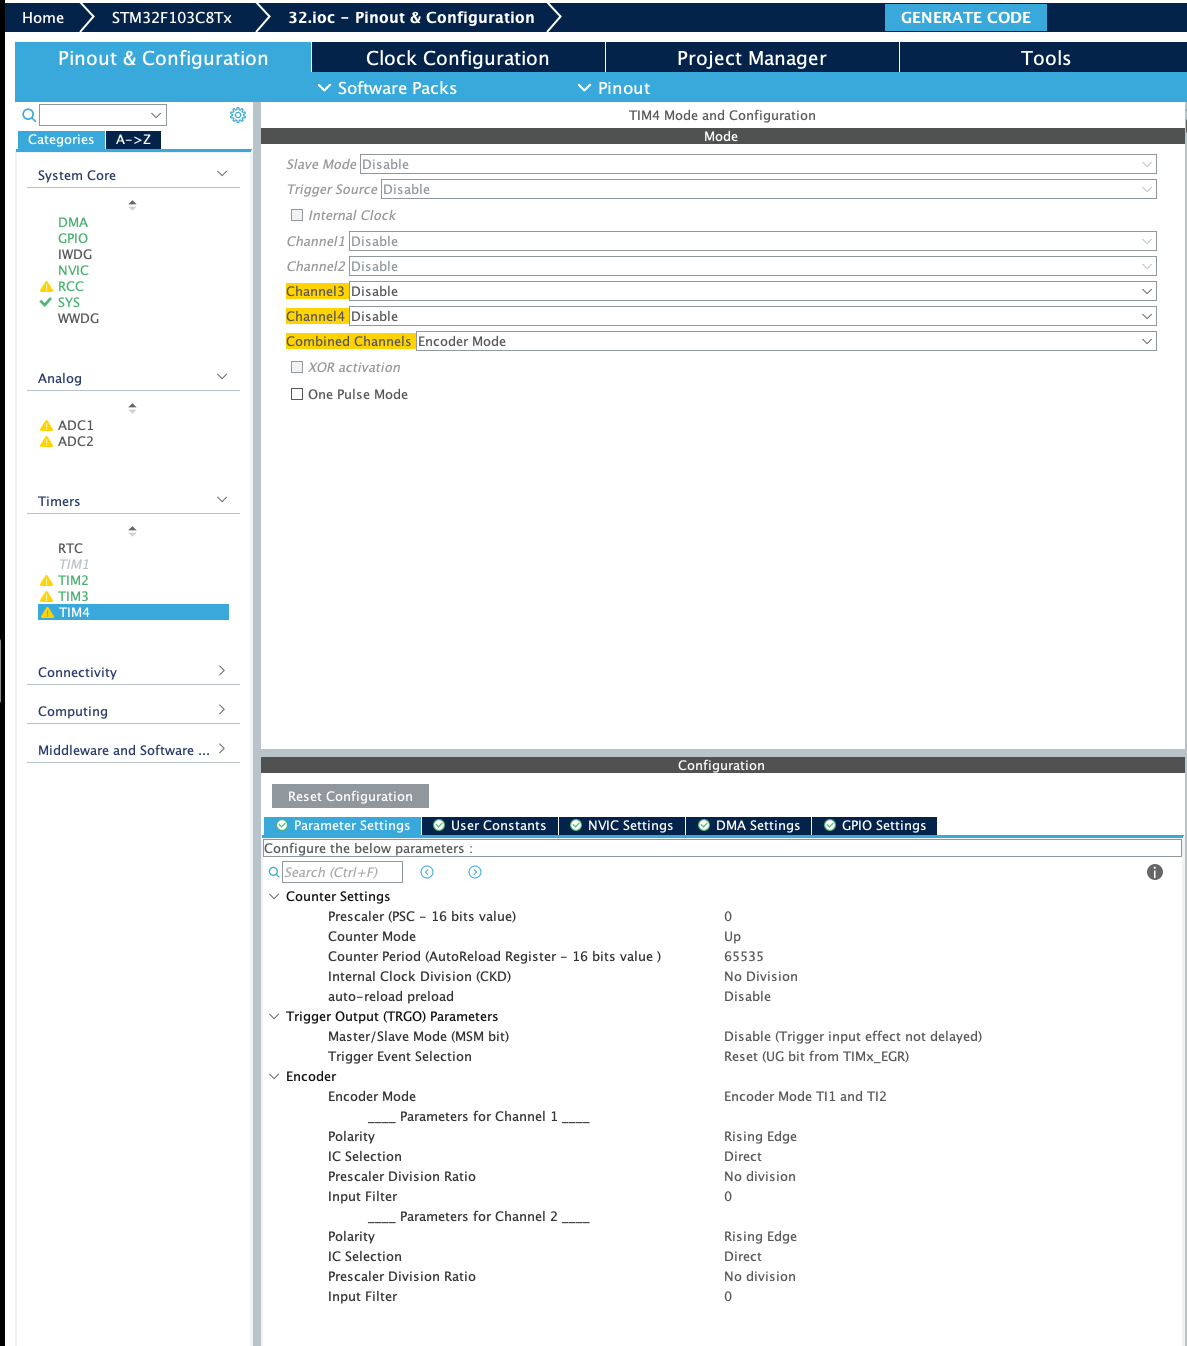 Home
STM32F103C8Tx
32.ioc - Pinout & Configuration
GENERATE CODE
Pinout & Configuration
Clock Configuration
Project Manager
Tools
Software Packs
Pinout
Categories
A->Z
System Core
DMA
GPIO
IWDG
NVIC
RCC
SYS
WWDG
Analog
ADC1
ADC2
Timers
RTC
TIM1
TIM2
TIM3
TIM4
Connectivity
Computing
Middleware and Software ...
TIM4 Mode and Configuration
Mode
Slave Mode Disable
Trigger Source Disable
Internal Clock
Channel1 Disable
Channel2 Disable
Channel3 Disable
Channel4 Disable
Combined Channels Encoder Mode
XOR activation
One Pulse Mode
Configuration
Reset Configuration
Parameter Settings
User Constants
NVIC Settings
DMA Settings
GPIO Settings
Configure the below parameters :
Search (Ctrl+F)
Counter Settings
Prescaler (PSC - 16 bits value) 0
Counter Mode Up
Counter Period (AutoReload Register - 16 bits value ) 65535
Internal Clock Division (CKD) No Division
auto-reload preload Disable
Trigger Output (TRGO) Parameters
Master/Slave Mode (MSM bit) Disable (Trigger input effect not delayed)
Trigger Event Selection Reset (UG bit from TIMx_EGR)
Encoder
Encoder Mode Encoder Mode TI1 and TI2
____ Parameters for Channel 1 ____
Polarity Rising Edge
IC Selection Direct
Prescaler Division Ratio No division
Input Filter 0
____ Parameters for Channel 2 ____
Polarity Rising Edge
IC Selection Direct
Prescaler Division Ratio No division
Input Filter 0